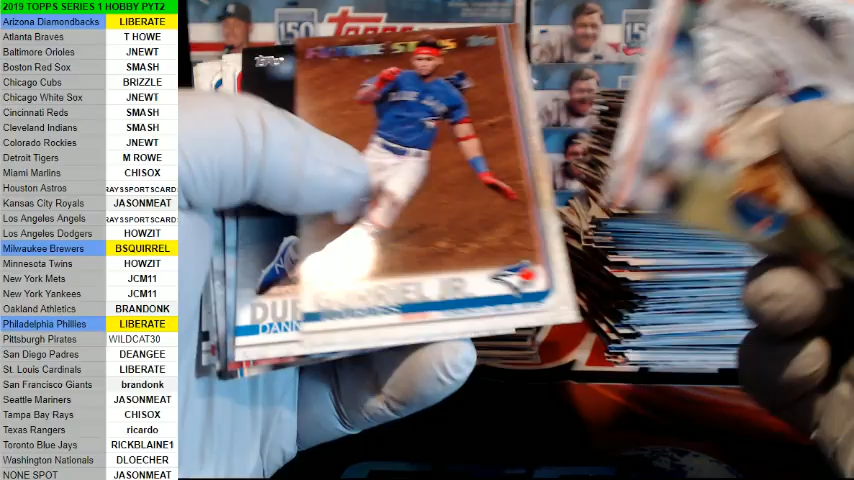 2019 TOPPS SERIES 1 HOBBY PYT2
Arizona Diamondbacks LIBERATE
Atlanta Braves T HOWE
Baltimore Orioles JNEWT
Boston Red Sox SMASH
Chicago Cubs BRIZZLE
Chicago White Sox JNEWT
Cincinnati Reds SMASH
Cleveland Indians SMASH
Colorado Rockies JNEWT
Detroit Tigers M ROWE
Miami Marlins CHISOX
Houston Astros RAYSSPORTSCARD
Kansas City Royals JASONMEAT
Los Angeles Angels RAYSSPORTSCARD
Los Angeles Dodgers HOWZIT
Milwaukee Brewers BSQUIRREL
Minnesota Twins HOWZIT
New York Mets JCM11
New York Yankees JCM11
Oakland Athletics BRANDONK
Philadelphia Phillies LIBERATE
Pittsburgh Pirates WILDCAT30
San Diego Padres DEANGEE
St. Louis Cardinals LIBERATE
San Francisco Giants brandonk
Seattle Mariners JASONMEAT
Tampa Bay Rays CHISOX
Texas Rangers ricardo
Toronto Blue Jays RICKBLAINE1
Washington Nationals DLOECHER
NONE SPOT JASONMEAT
150
Topps
FUTURE STARS
topps
JR.
DU
DANN